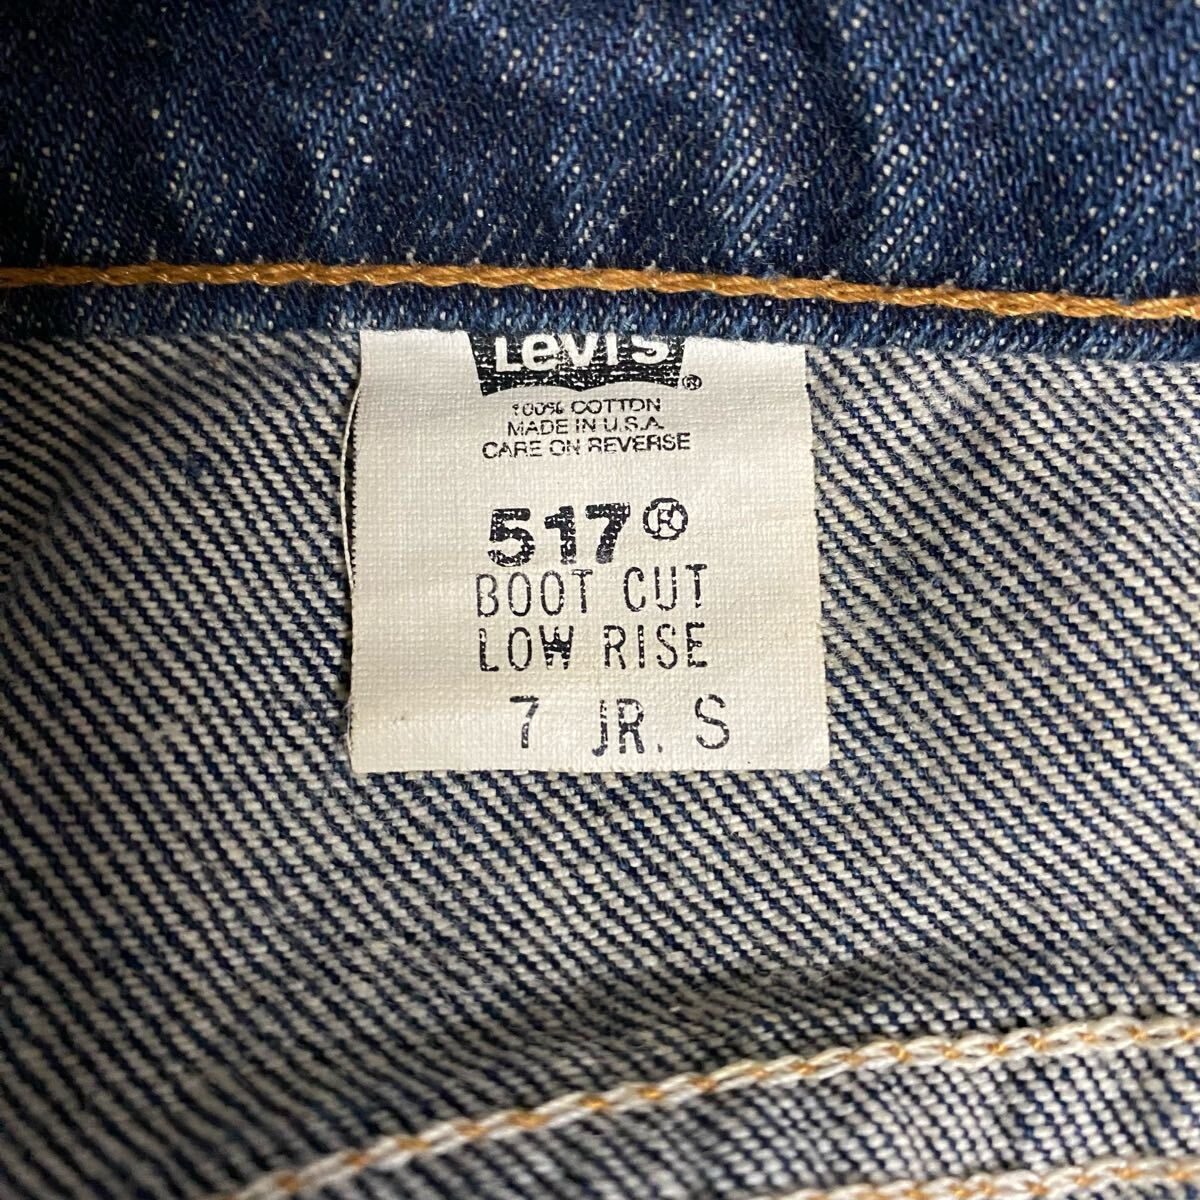 Levi's ®
100% COTTON
MADE IN U.S.A.
CARE ON REVERSE
517®
BOOT CUT
LOW RISE
7 JR. S